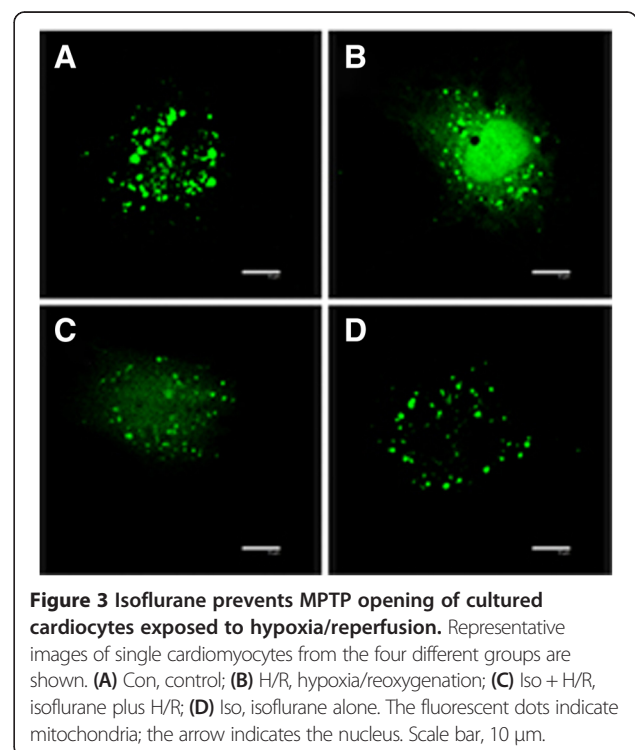 A
B
C
D
Figure 3 Isoflurane prevents MPTP opening of cultured
cardiocytes exposed to hypoxia/reperfusion. Representative
images of single cardiomyocytes from the four different groups are
shown. (A) Con, control; (B) H/R, hypoxia/reoxygenation; (C) Iso + H/R,
isoflurane plus H/R; (D) Iso, isoflurane alone. The fluorescent dots indicate
mitochondria; the arrow indicates the nucleus. Scale bar, 10 μm.